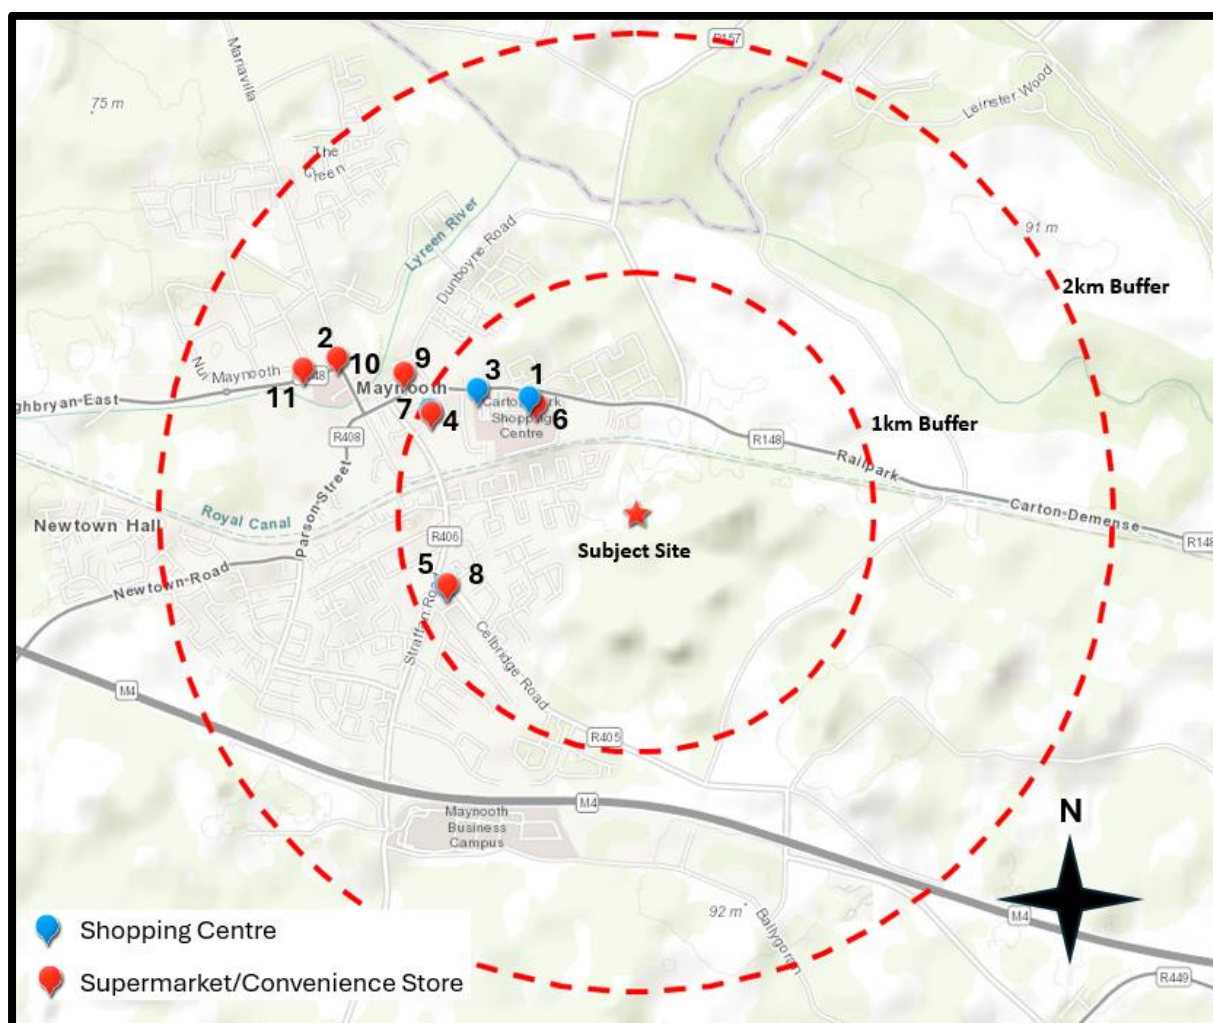 R157
Mariavilla
75 m
Leinster Wood
The
Green
Lyreen River
Dunboyne Road
91 m
2km Buffer
2
10
9
3
1
Maynooth
R148
Maynooth
11
7
4
6
Carton Park
Shopping
Centre
ghbryan-East
1km Buffer
R408
R148
Railpark
Parson-Street
Royal Canal
Newtown Hall
R406
Carton-Demense
R148
Subject Site
5
8
Newtown-Road
Straffan Road
Celbridge Road
M4
R405
M4
Maynooth
Business
Campus
N
92 m
Ballygoran
M4
R449
Shopping Centre
Supermarket/Convenience Store